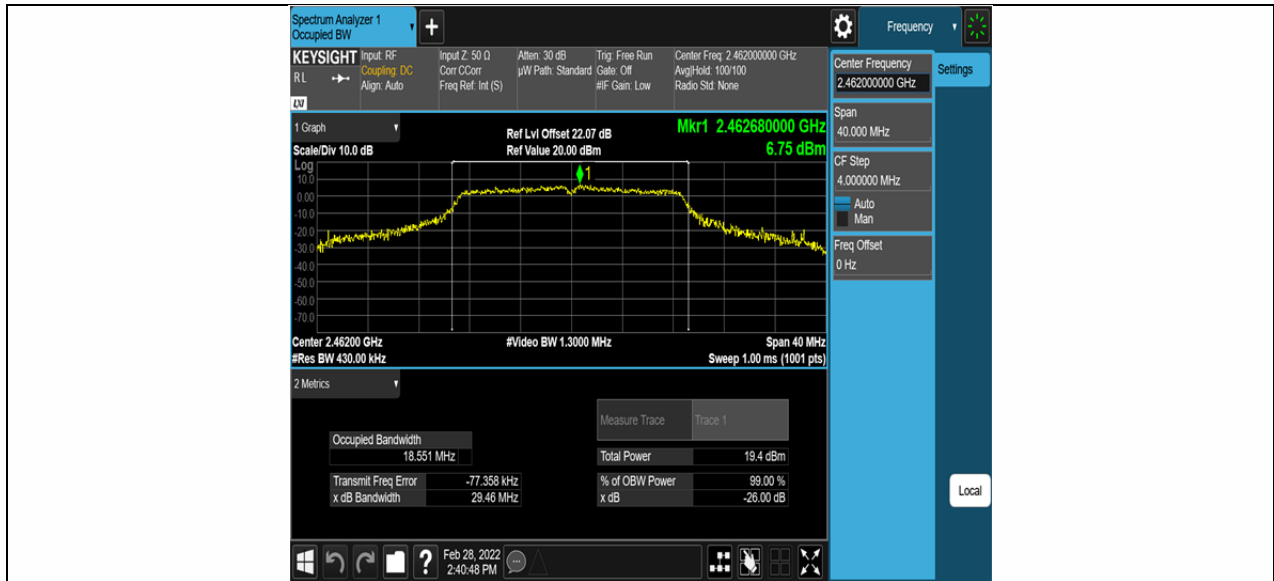 Spectrum Analyzer 1
Occupied BW
+
Frequency
KEYSIGHT
RL
LXI
Input: RF
Coupling: DC
Align: Auto
Input Z: 50 Ω
Corr CCorr
Freq Ref: Int (S)
Atten: 30 dB
µW Path: Standard
Trig: Free Run
Gate: Off
#IF Gain: Low
Center Freq: 2.462000000 GHz
Avg|Hold: 100/100
Radio Std: None
Center Frequency
2.462000000 GHz
Settings
Span
40.000 MHz
CF Step
4.000000 MHz
Auto
Man
Freq Offset
0 Hz
Local
1 Graph
Scale/Div 10.0 dB
Ref Lvl Offset 22.07 dB
Ref Value 20.00 dBm
Mkr1 2.462680000 GHz
6.75 dBm
Log
10.0
0.00
-10.0
-20.0
-30.0
-40.0
-50.0
-60.0
-70.0
1
Center 2.46200 GHz
#Video BW 1.3000 MHz
Span 40 MHz
#Res BW 430.00 kHz
Sweep 1.00 ms (1001 pts)
2 Metrics
Measure Trace
Trace 1
Occupied Bandwidth
18.551 MHz
Total Power
19.4 dBm
Transmit Freq Error
-77.358 kHz
% of OBW Power
99.00 %
x dB Bandwidth
29.46 MHz
x dB
-26.00 dB
?
Feb 28, 2022
2:40:48 PM